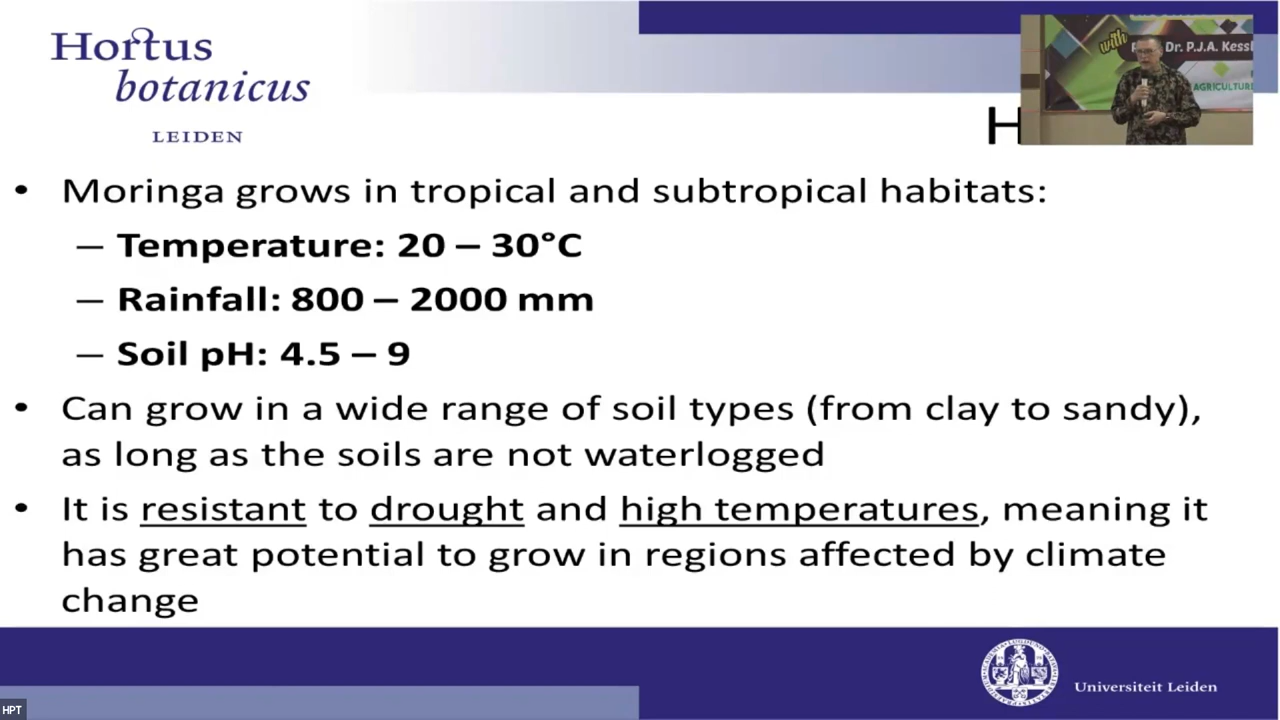 Hortus
botanicus
LEIDEN
with
Dr. P.J.A. Kessl
AGRICULTURE
H
• Moringa grows in tropical and subtropical habitats:
– Temperature: 20 – 30°C
– Rainfall: 800 – 2000 mm
– Soil pH: 4.5 – 9
• Can grow in a wide range of soil types (from clay to sandy),
as long as the soils are not waterlogged
• It is resistant to drought and high temperatures, meaning it
has great potential to grow in regions affected by climate
change
Universiteit Leiden
HPT